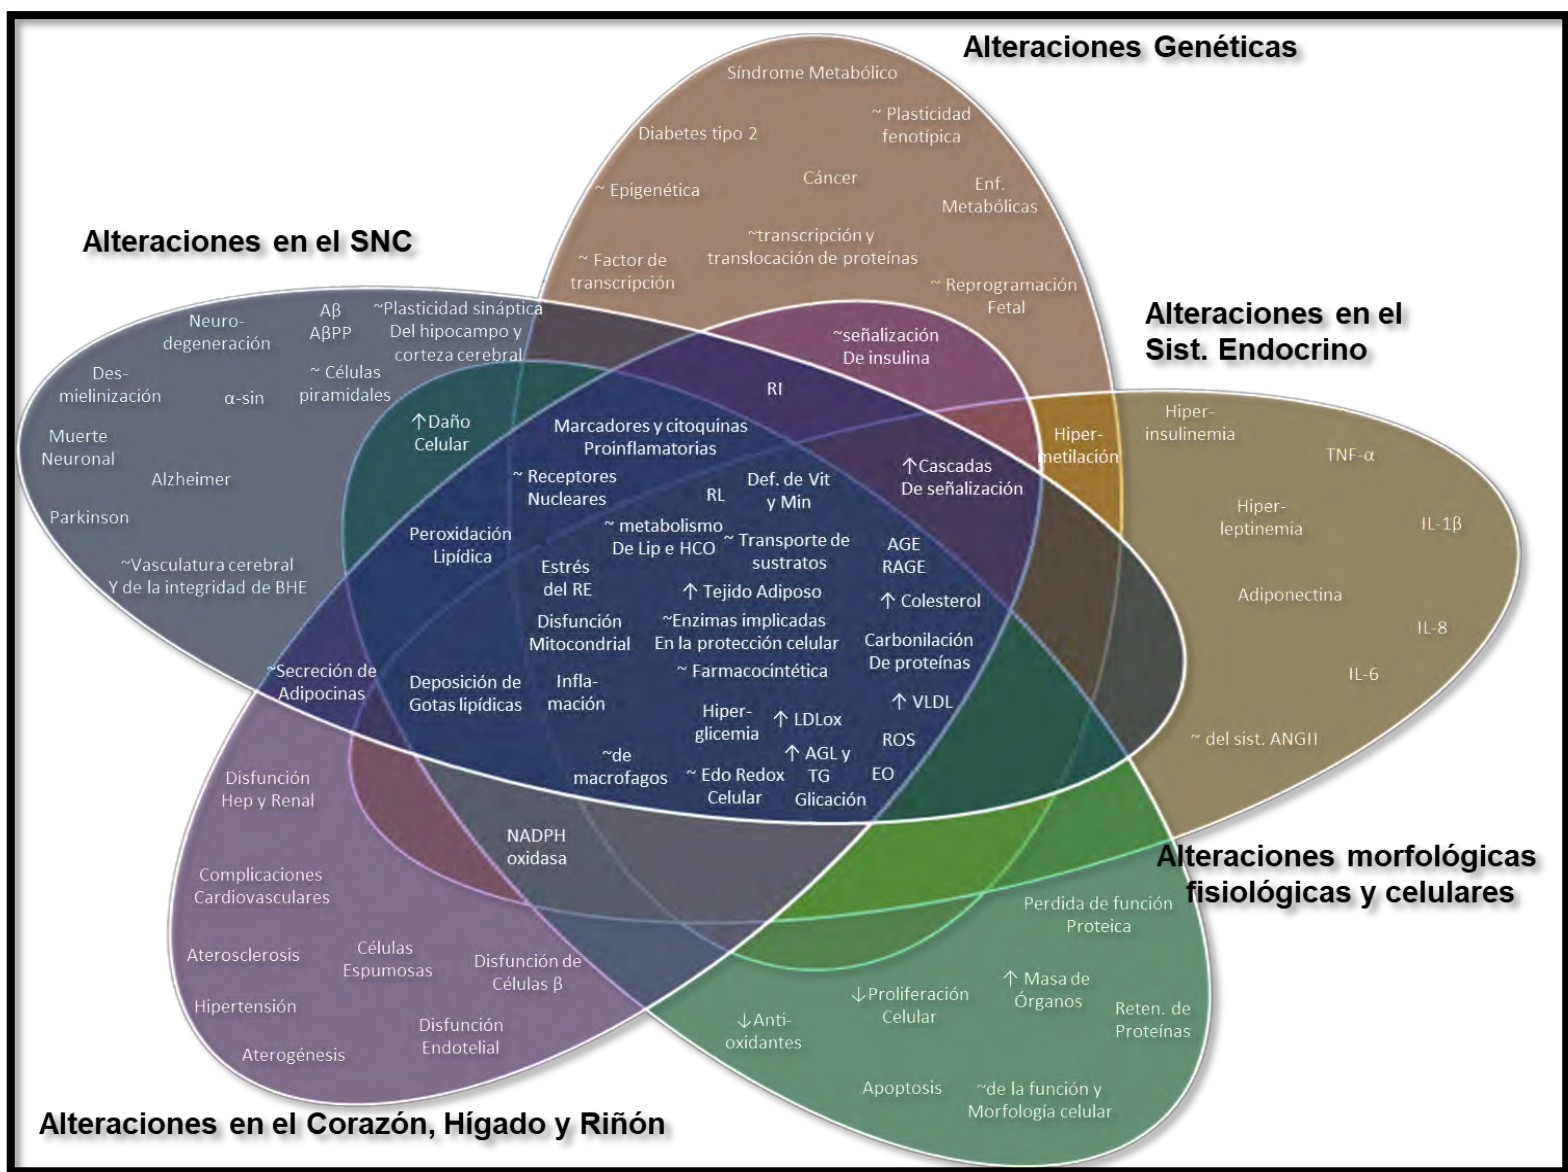 Alteraciones Genéticas
Síndrome Metabólico
~ Plasticidad
fenotípica
Diabetes tipo 2
Cáncer
~ Epigenética
Enf.
Metabólicas
~transcripción y
translocación de proteínas
~ Factor de
transcripción
~ Reprogramación
Fetal
Alteraciones en el SNC
Neuro-
degeneración
Aβ
AβPP
~Plasticidad sináptica
Del hipocampo y
corteza cerebral
Des-
mielinización
α-sin
~ Células
piramidales
Muerte
Neuronal
Alzheimer
Parkinson
~Vasculatura cerebral
Y de la integridad de BHE
↑Daño
Celular
~Secreción de
Adipocinas
Alteraciones en el
Sist. Endocrino
Hiper-
insulinemia
TNF-α
Hiper-
leptinemia
IL-1β
Adiponectina
IL-8
IL-6
~ del sist. ANGII
Hiper-
metilación
~señalización
De insulina
RI
Marcadores y citoquinas
Proinflamatorias
↑Cascadas
De señalización
~ Receptores
Nucleares
RL
Def. de Vit
y Min
Peroxidación
Lipídica
~ metabolismo
De Lip e HCO
~ Transporte de
sustratos
AGE
RAGE
Estrés
del RE
↑ Tejido Adiposo
↑ Colesterol
Disfunción
Mitocondrial
~Enzimas implicadas
En la protección celular
Carbonilación
De proteínas
~ Farmacocintética
Deposición de
Gotas lipídicas
Infla-
mación
Hiper-
glicemia
↑ LDLox
↑ VLDL
ROS
~de
macrofagos
~ Edo Redox
Celular
↑ AGL y
TG
Glicación
EO
NADPH
oxidasa
Disfunción
Hep y Renal
Complicaciones
Cardiovasculares
Aterosclerosis
Células
Espumosas
Disfunción de
Células β
Hipertensión
Disfunción
Endotelial
Aterogénesis
Alteraciones en el Corazón, Hígado y Riñón
Alteraciones morfológicas
fisiológicas y celulares
Perdida de función
Proteica
↑ Masa de
Órganos
↓Proliferación
Celular
Reten. de
Proteínas
↓Anti-
oxidantes
Apoptosis
~de la función y
Morfología celular